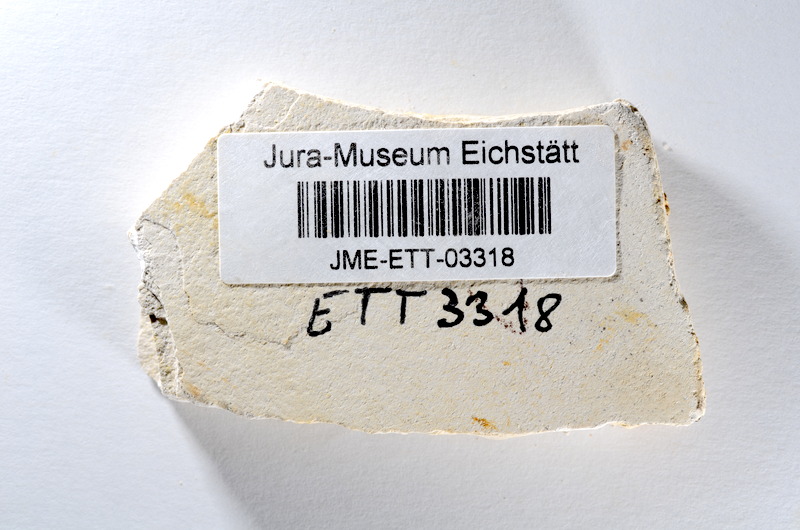 Jura-Museum Eichstätt
JME-ETT-03318
ETT 3318